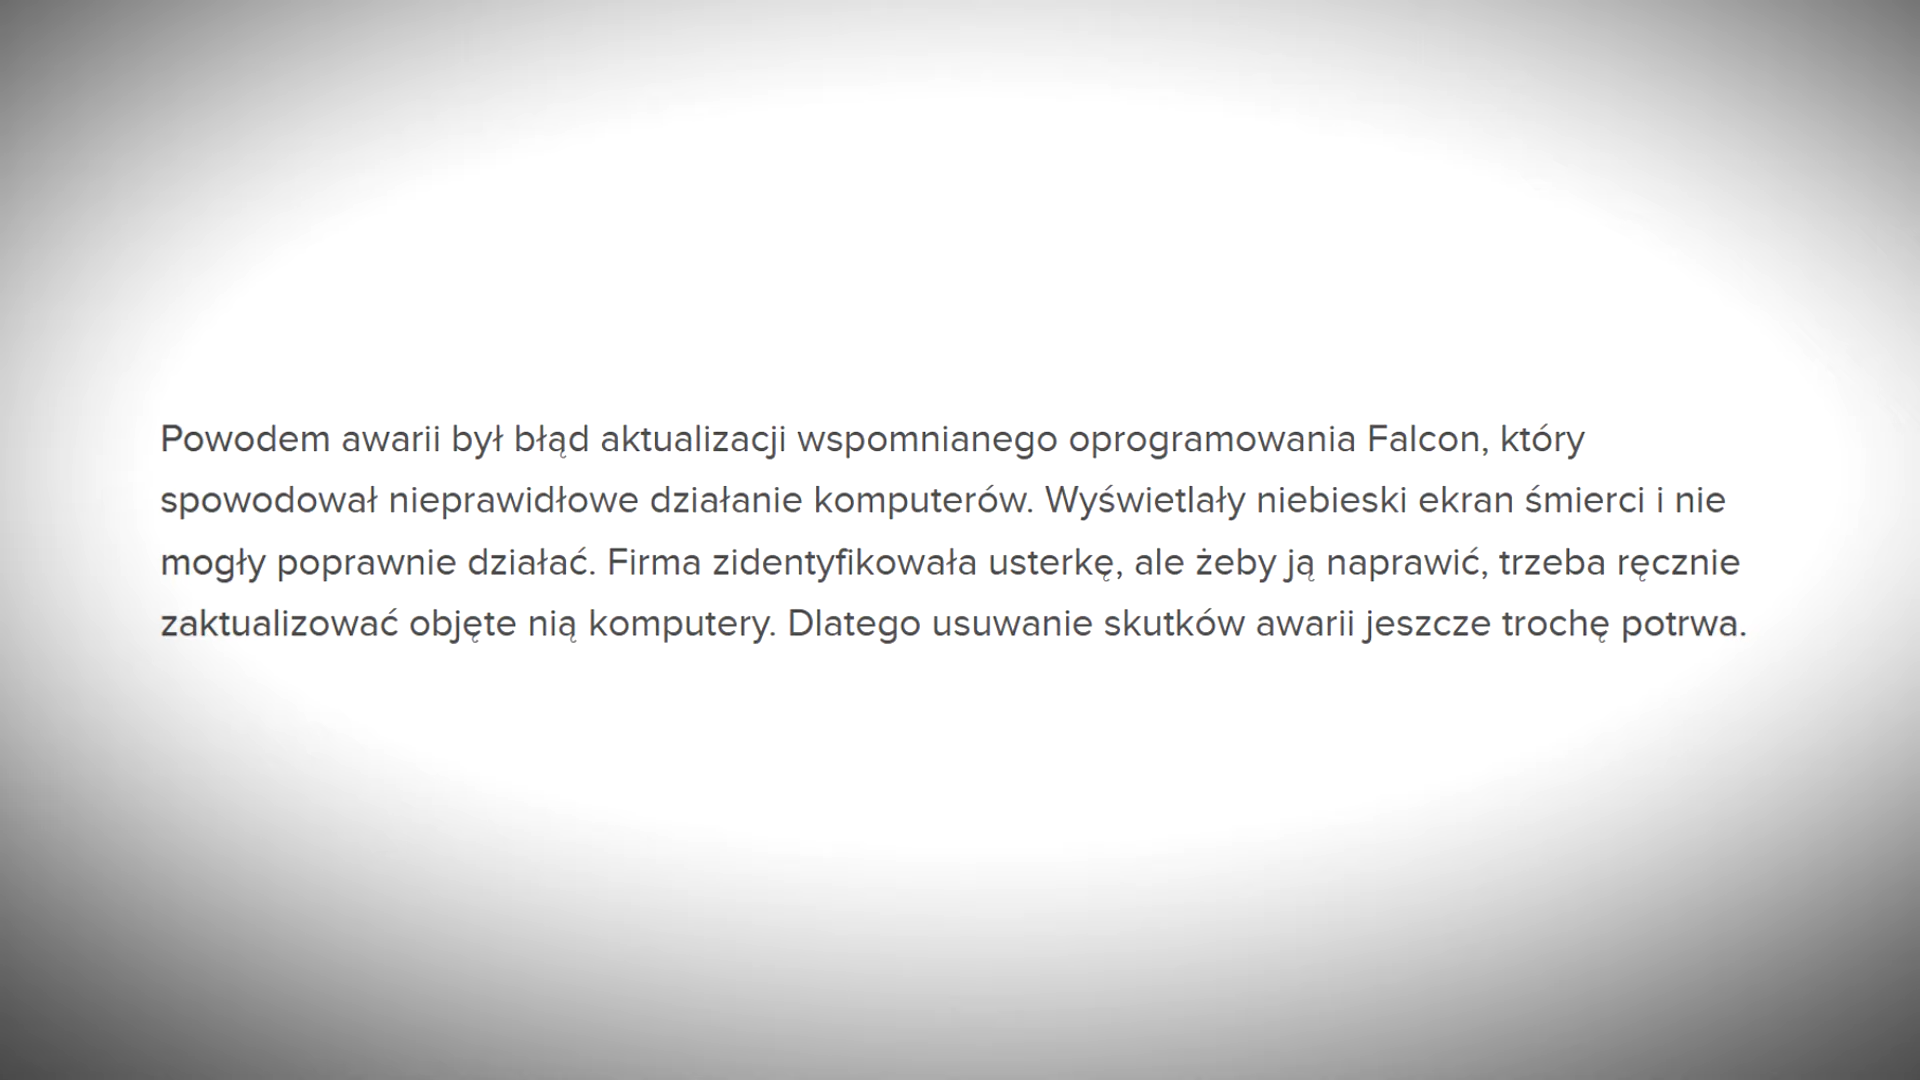 Powodem awarii był błąd aktualizacji wspomnianego oprogramowania Falcon, który
spowodował nieprawidłowe działanie komputerów. Wyświetlały niebieski ekran śmierci i nie
mogły poprawnie działać. Firma zidentyfikowała usterkę, ale żeby ją naprawić, trzeba ręcznie
zaktualizować objęte nią komputery. Dlatego usuwanie skutków awarii jeszcze trochę potrwa.